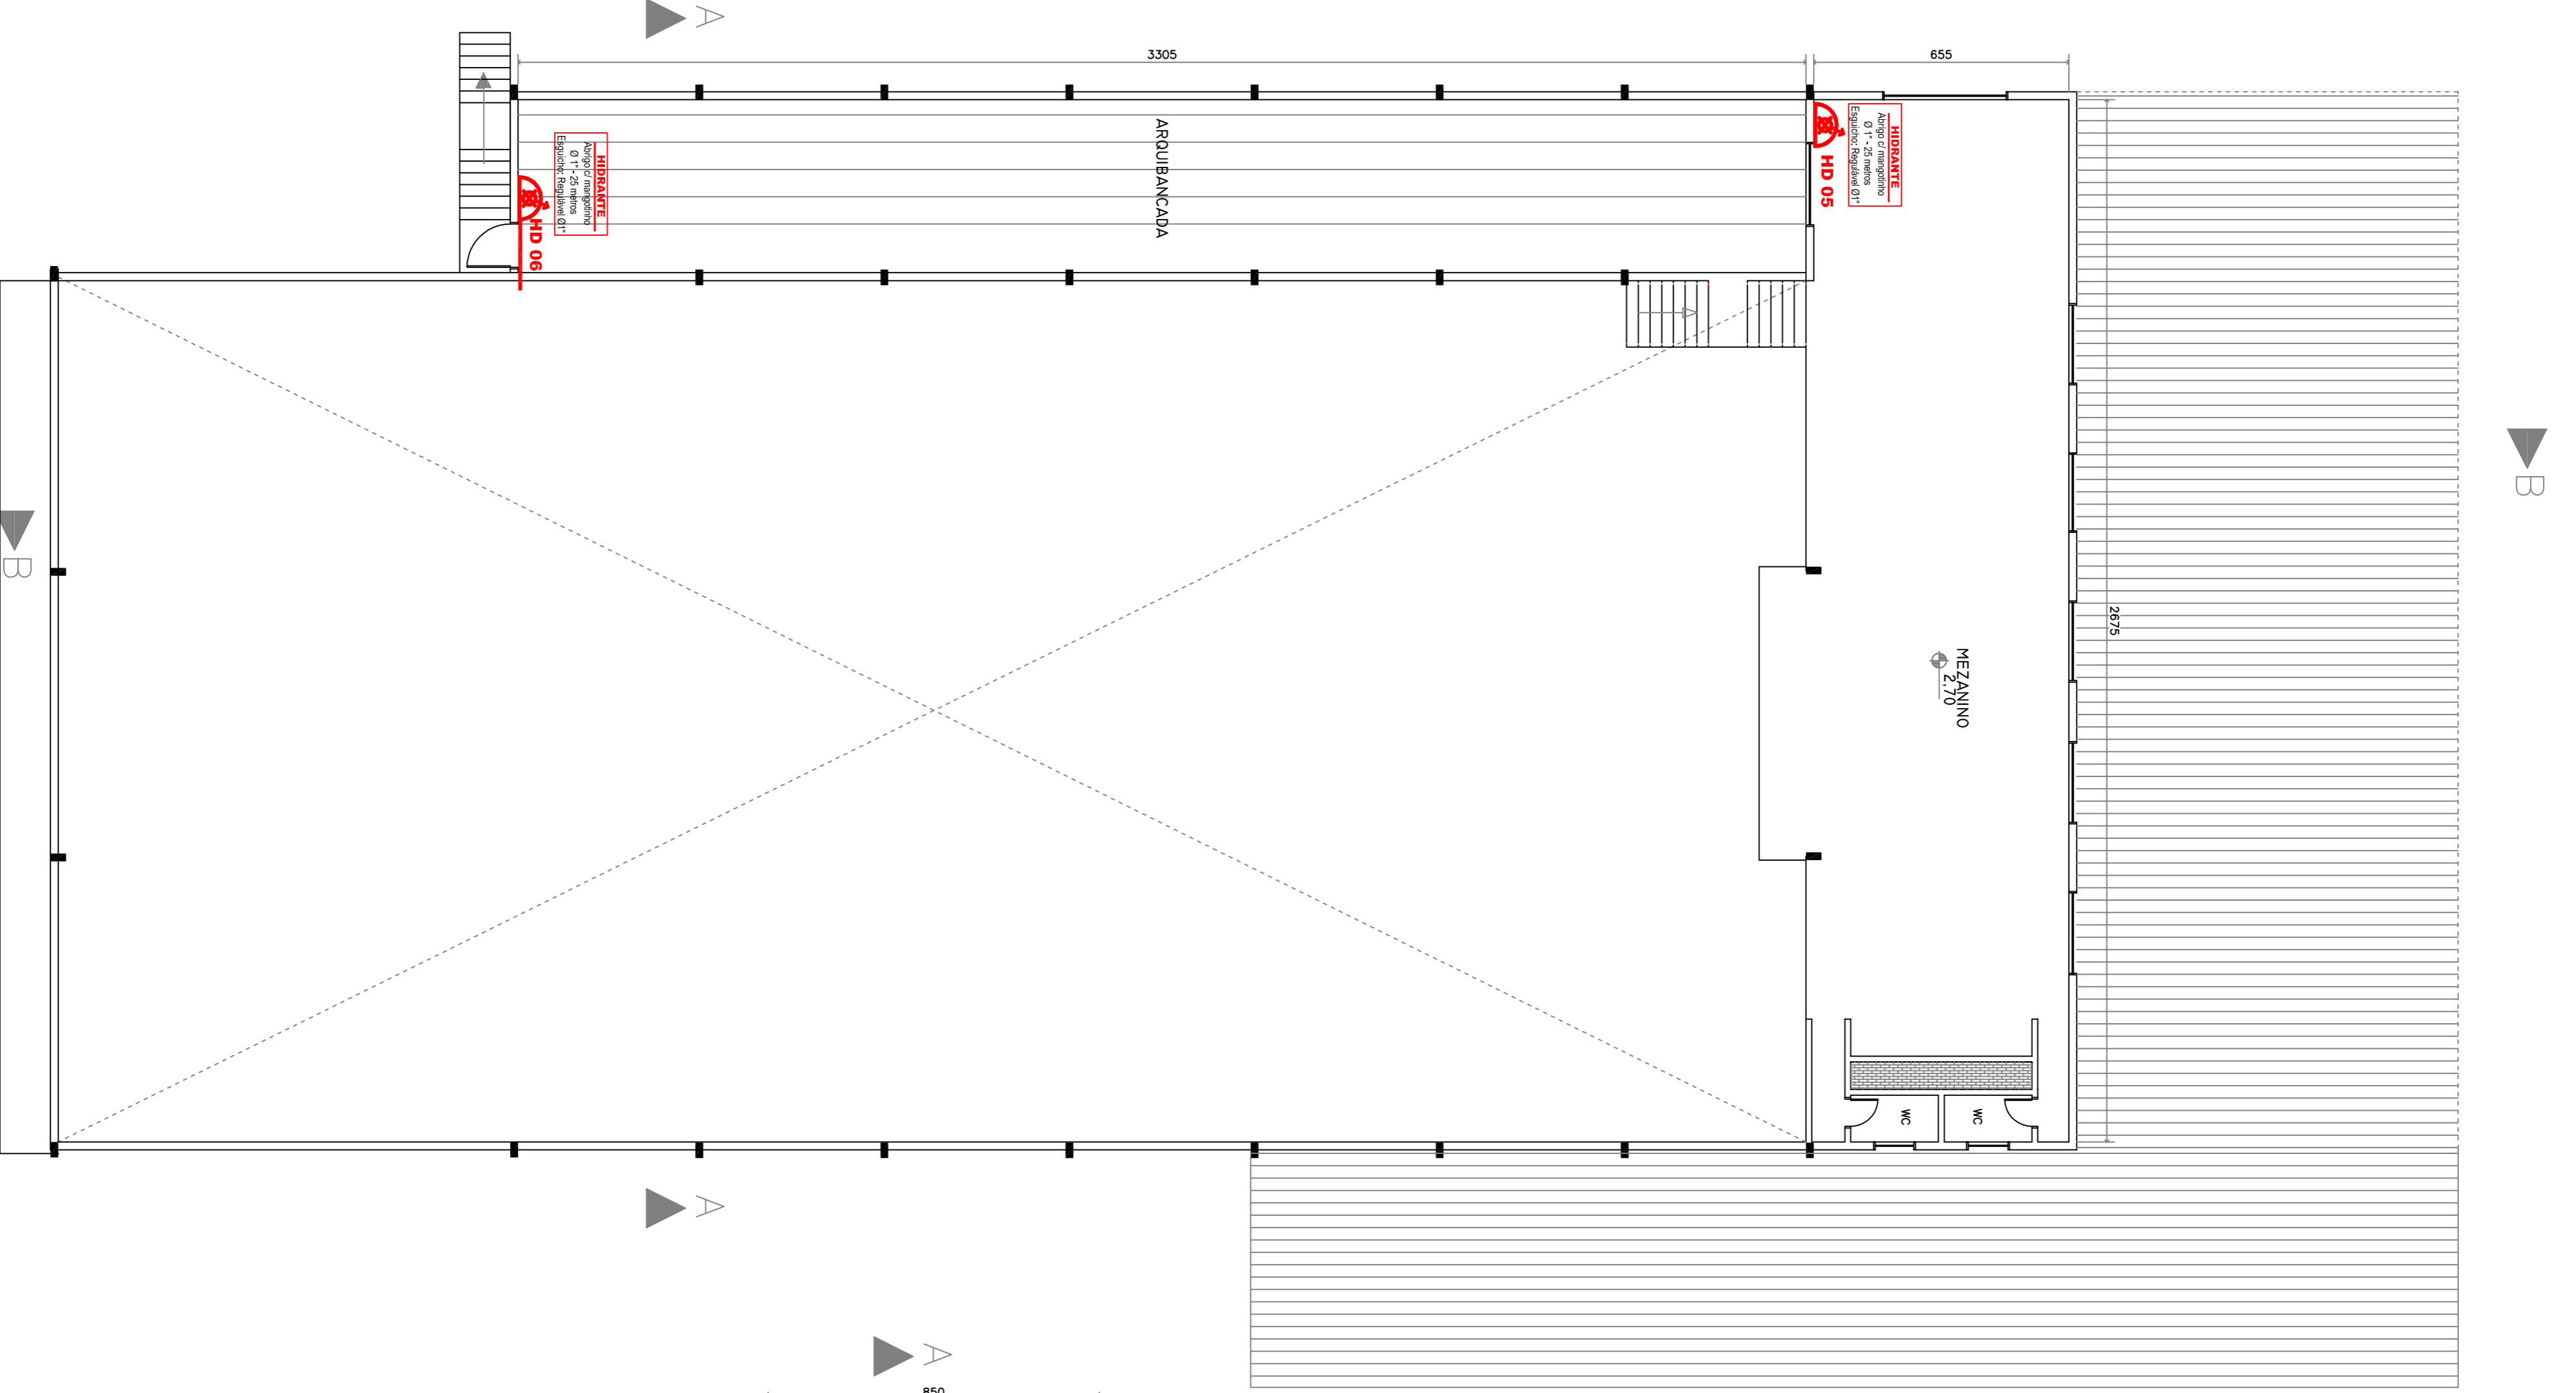 A
3305
655
HIDRANTE
Abrigo c/ mangotinho
Ø 1" - 25 metros
Esguicho: Regulável Ø1"
HD 05
HIDRANTE
Abrigo c/ mangotinho
Ø 1" - 25 metros
Esguicho: Regulável Ø1"
HD 06
ARQUIBANCADA
B
B
2675
MEZANINO
2,70
WC
WC
A
A
850